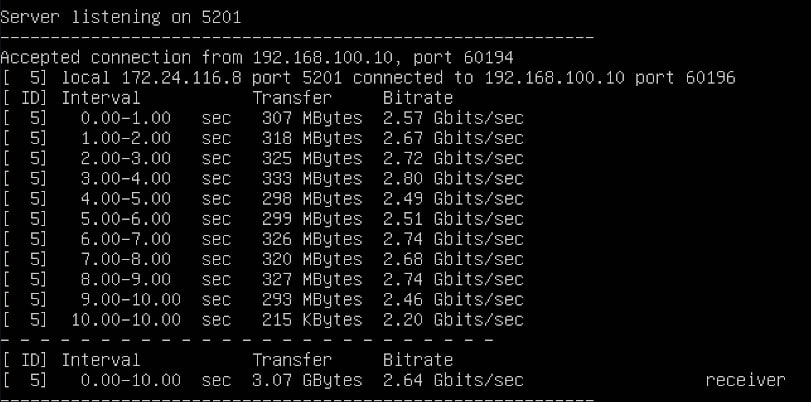 Server listening on 5201
-----------------------------------------------------------
Accepted connection from 192.168.100.10, port 60194
[  5] local 172.24.116.8 port 5201 connected to 192.168.100.10 port 60196
[ ID] Interval           Transfer     Bitrate
[  5]   0.00-1.00   sec   307 MBytes  2.57 Gbits/sec
[  5]   1.00-2.00   sec   318 MBytes  2.67 Gbits/sec
[  5]   2.00-3.00   sec   325 MBytes  2.72 Gbits/sec
[  5]   3.00-4.00   sec   333 MBytes  2.80 Gbits/sec
[  5]   4.00-5.00   sec   298 MBytes  2.49 Gbits/sec
[  5]   5.00-6.00   sec   299 MBytes  2.51 Gbits/sec
[  5]   6.00-7.00   sec   326 MBytes  2.74 Gbits/sec
[  5]   7.00-8.00   sec   320 MBytes  2.68 Gbits/sec
[  5]   8.00-9.00   sec   327 MBytes  2.74 Gbits/sec
[  5]   9.00-10.00  sec   293 MBytes  2.46 Gbits/sec
[  5]  10.00-10.00  sec   215 KBytes  2.20 Gbits/sec
- - - - - - - - - - - - - - - - - - - - - - - - -
[ ID] Interval           Transfer     Bitrate
[  5]   0.00-10.00  sec  3.07 GBytes  2.64 Gbits/sec                  receiver
-----------------------------------------------------------